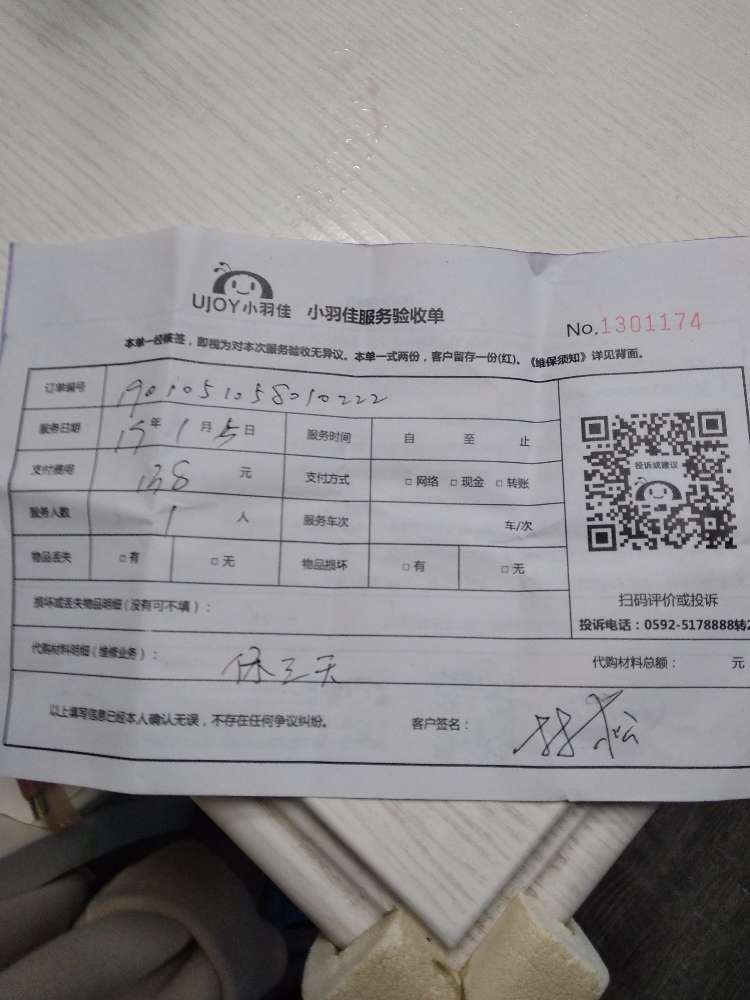 UJOY小羽佳 小羽佳服务验收单
No.1301174
本单一经核签，即视为对本次服务验收无异议。本单一式两份，客户留存一份(红)。《维保须知》详见背面。
订单编号 1901051058010222
服务日期 19年1月5日 服务时间 自 至 止
支付费用 138 元 支付方式 □网络 □现金 □转账
服务人数 1 人 服务车次 车/次
物品丢失 □有 □无 物品损坏 □有 □无
投诉或建议
扫码评价或投诉
投诉电话：0592-5178888转2
损坏或丢失物品明细(没有可不填)：
代购材料明细(维修业务)： 保三天 代购材料总额： 元
以上填写信息已经本人确认无误，不存在任何争议纠纷。 客户签名：